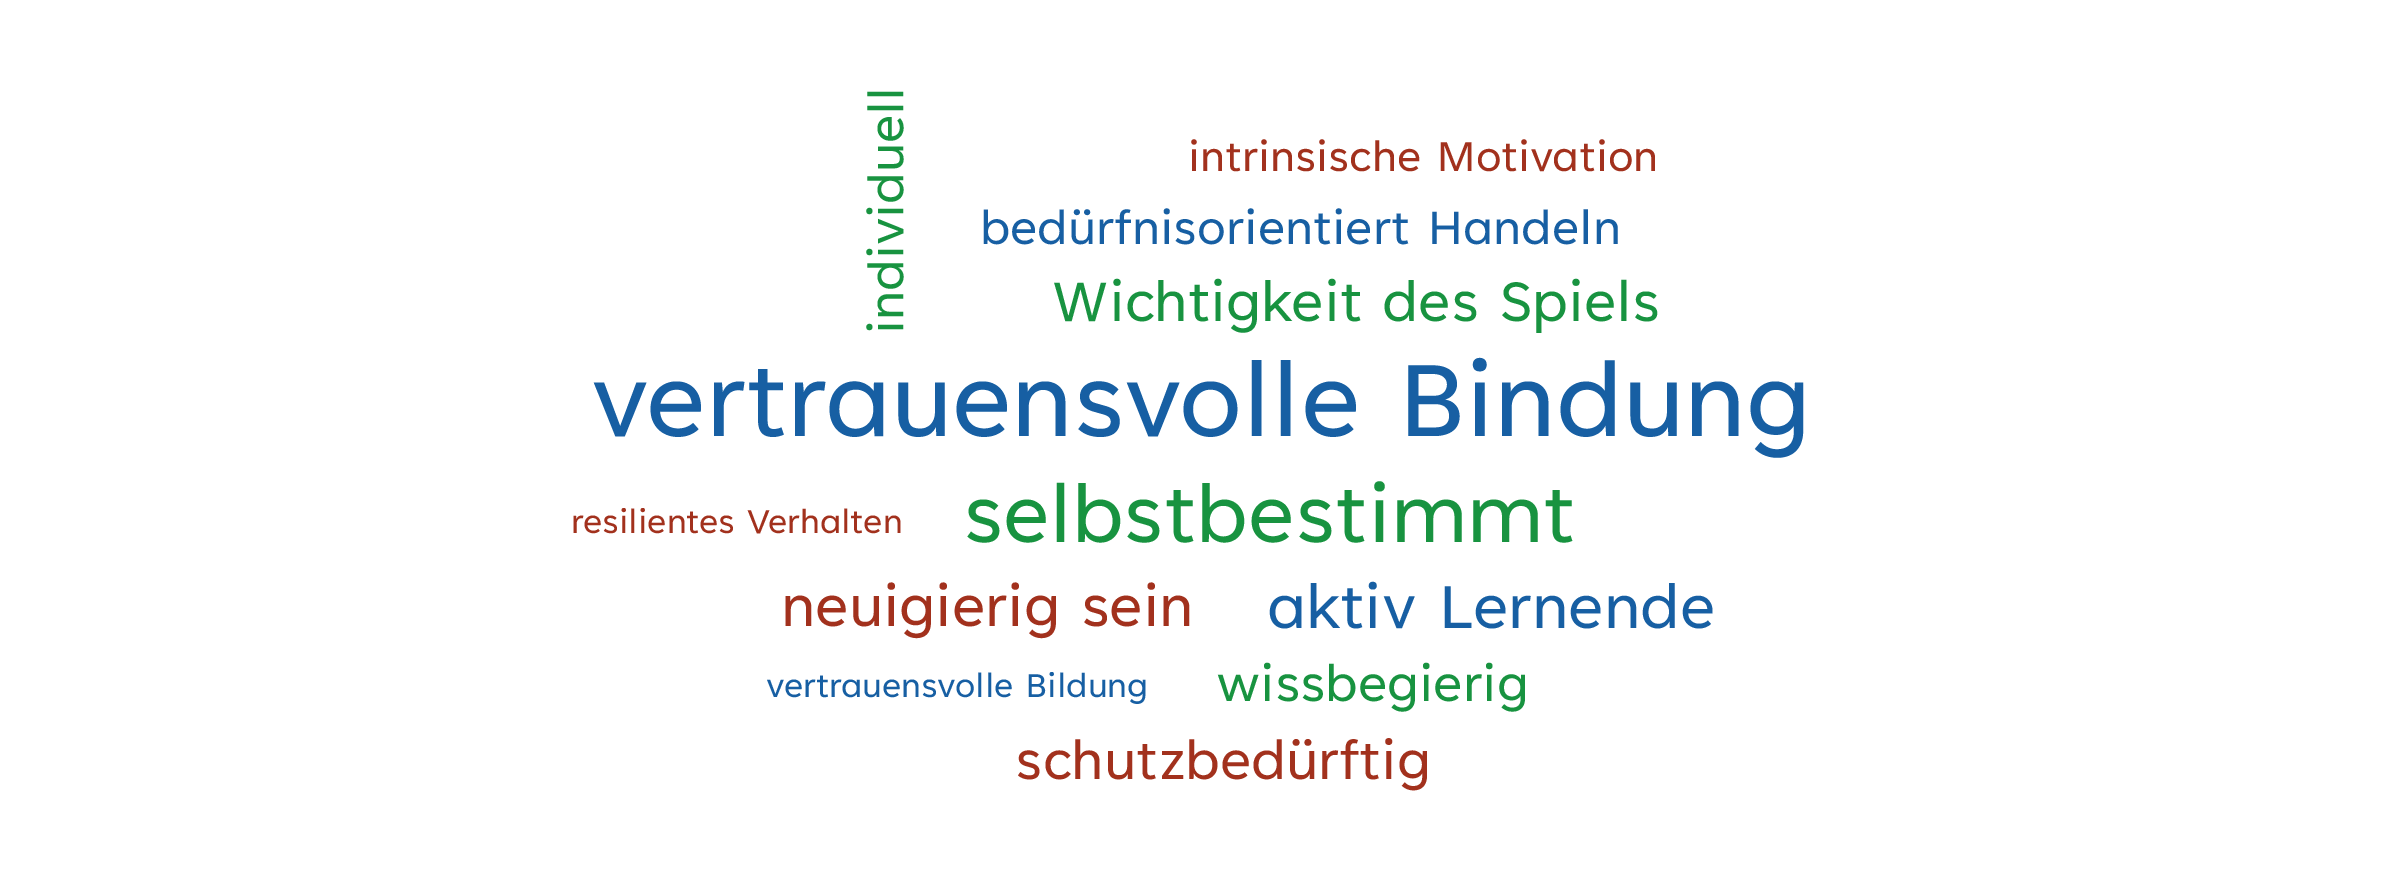 individuell
intrinsische Motivation
bedürfnisorientiert Handeln
Wichtigkeit des Spiels
vertrauensvolle Bindung
resilientes Verhalten
selbstbestimmt
neuigierig sein
aktiv Lernende
vertrauensvolle Bildung
wissbegierig
schutzbedürftig